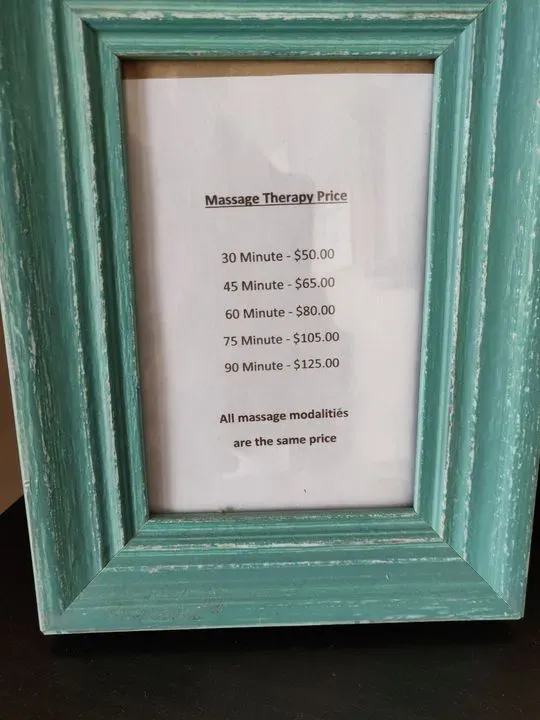 Massage Therapy Price
30 Minute - $50.00
45 Minute - $65.00
60 Minute - $80.00
75 Minute - $105.00
90 Minute - $125.00
All massage modalities
are the same price